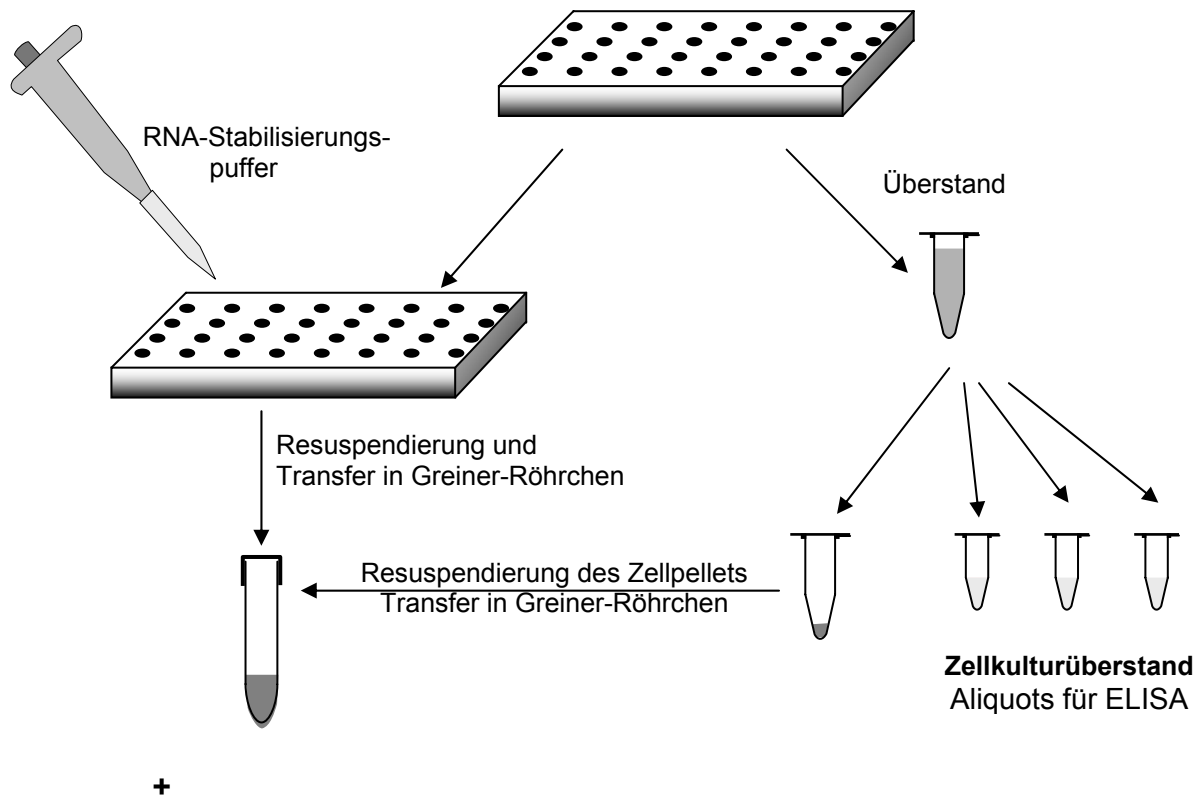 RNA-Stabilisierungs-
puffer
Überstand
Resuspendierung und
Transfer in Greiner-Röhrchen
Resuspendierung des Zellpellets
Transfer in Greiner-Röhrchen
Zellkulturüberstand
Aliquots für ELISA
+